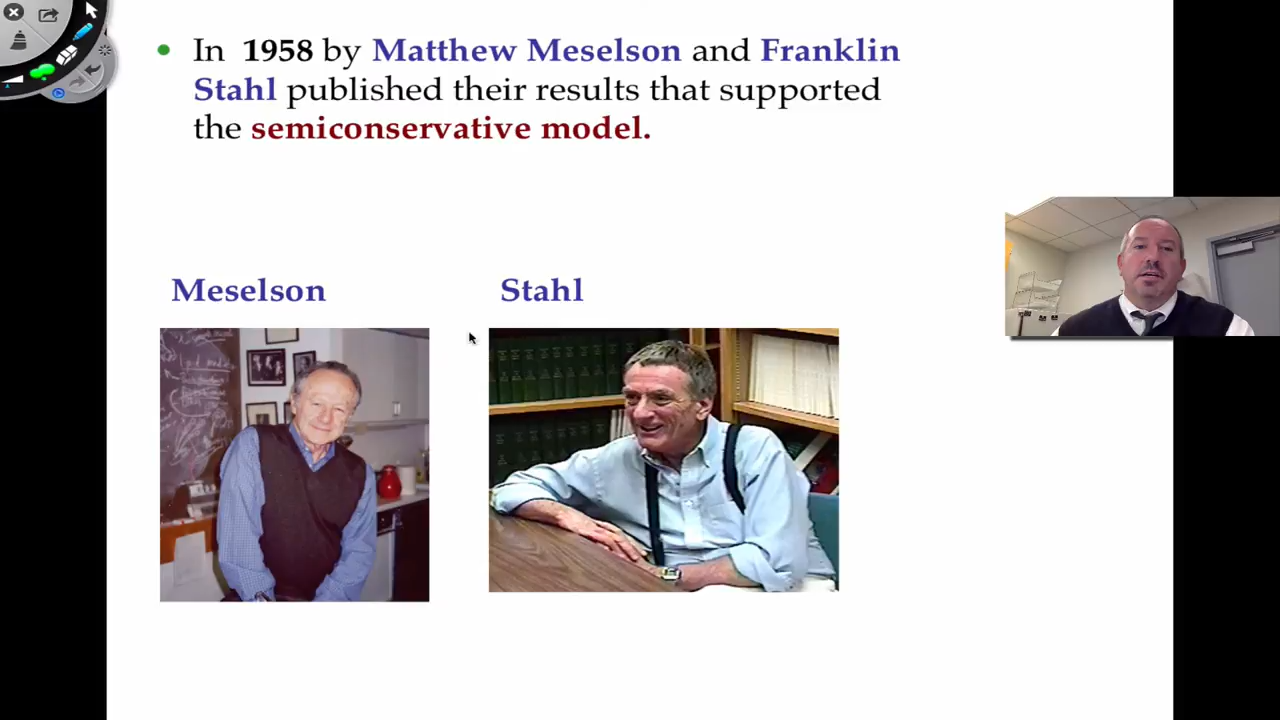 In 1958 by Matthew Meselson and Franklin
Stahl published their results that supported
the semiconservative model.
Meselson
Stahl